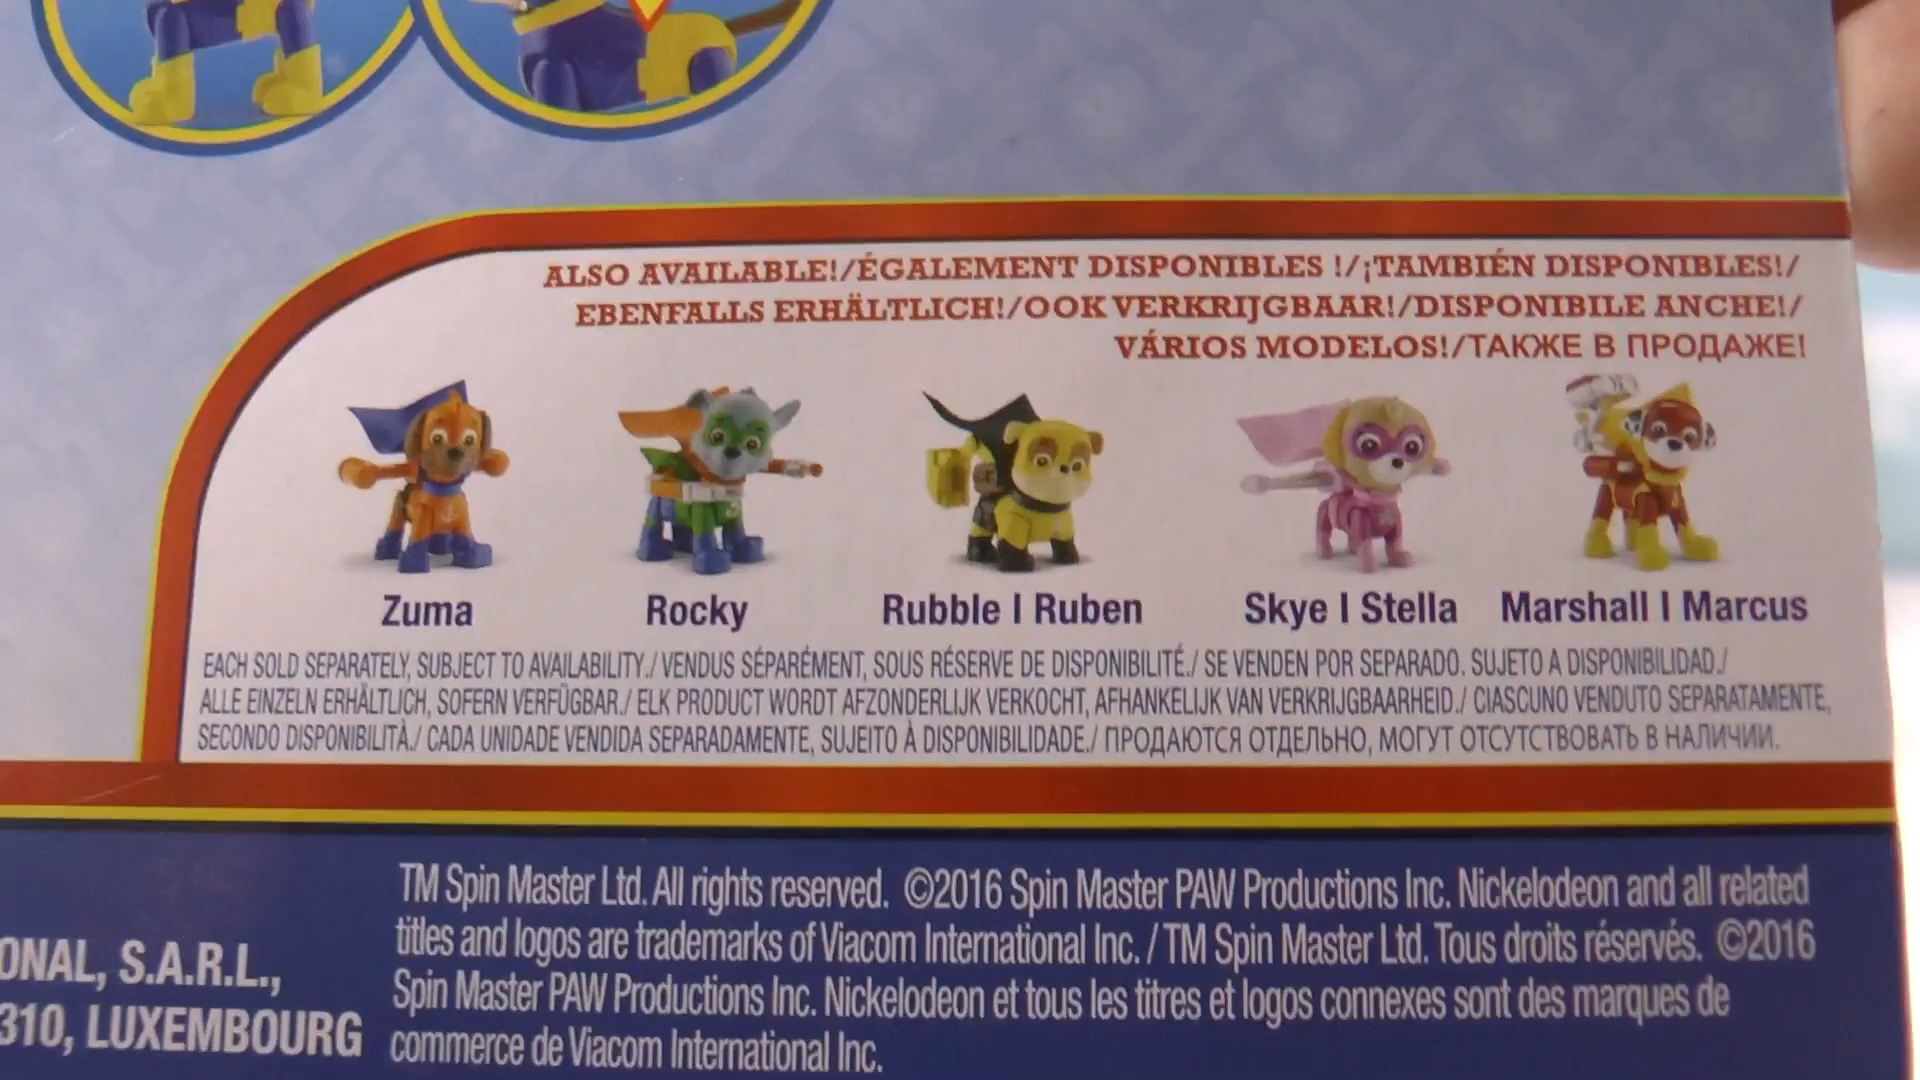 ALSO AVAILABLE!/ÉGALEMENT DISPONIBLES !/¡TAMBIÉN DISPONIBLES!/
EBENFALLS ERHÄLTLICH!/OOK VERKRIJGBAAR!/DISPONIBILE ANCHE!/
VÁRIOS MODELOS!/ТАКЖЕ В ПРОДАЖЕ!
Zuma
Rocky
Rubble | Ruben
Skye | Stella
Marshall | Marcus
EACH SOLD SEPARATELY, SUBJECT TO AVAILABILITY./ VENDUS SÉPARÉMENT, SOUS RÉSERVE DE DISPONIBILITÉ./ SE VENDEN POR SEPARADO. SUJETO A DISPONIBILIDAD./
ALLE EINZELN ERHÄLTLICH, SOFERN VERFÜGBAR./ ELK PRODUCT WORDT AFZONDERLIJK VERKOCHT, AFHANKELIJK VAN VERKRIJGBAARHEID./ CIASCUNO VENDUTO SEPARATAMENTE,
SECONDO DISPONIBILITÀ./ CADA UNIDADE VENDIDA SEPARADAMENTE, SUJEITO À DISPONIBILIDADE./ ПРОДАЮТСЯ ОТДЕЛЬНО, МОГУТ ОТСУТСТВОВАТЬ В НАЛИЧИИ.
ONAL, S.A.R.L.,
310, LUXEMBOURG
TM Spin Master Ltd. All rights reserved. ©2016 Spin Master PAW Productions Inc. Nickelodeon and all related
titles and logos are trademarks of Viacom International Inc. / TM Spin Master Ltd. Tous droits réservés. ©2016
Spin Master PAW Productions Inc. Nickelodeon et tous les titres et logos connexes sont des marques de
commerce de Viacom International Inc.